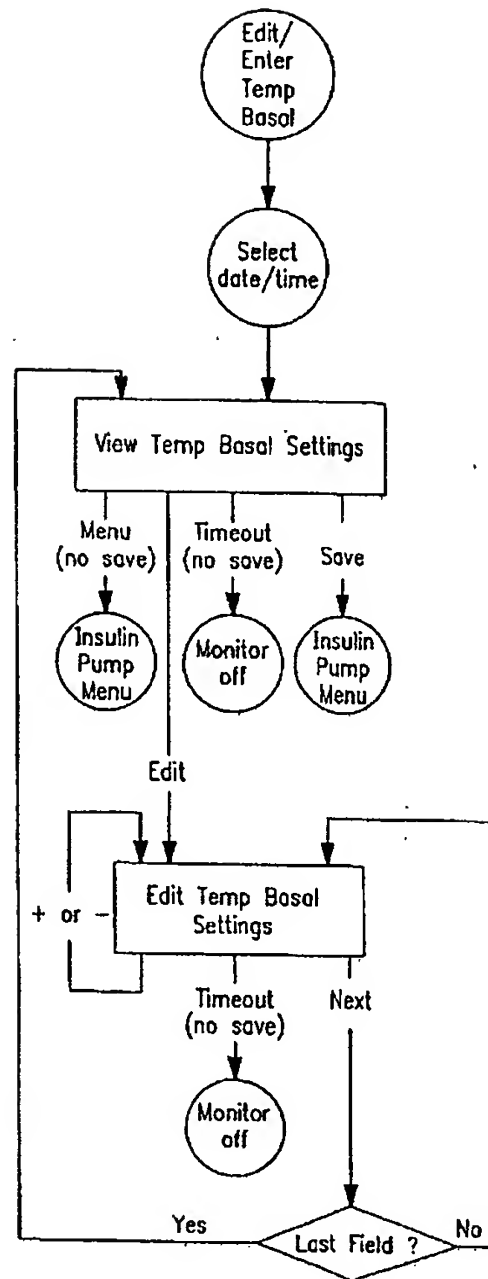 Edit/
Enter
Temp
Basal
Select
date/time
View Temp Basal Settings
Menu
(no save)
Timeout
(no save)
Save
Insulin
Pump
Menu
Monitor
off
Insulin
Pump
Menu
Edit
+ or -
Edit Temp Basal
Settings
Timeout
(no save)
Next
Monitor
off
Yes
Last Field ?
No